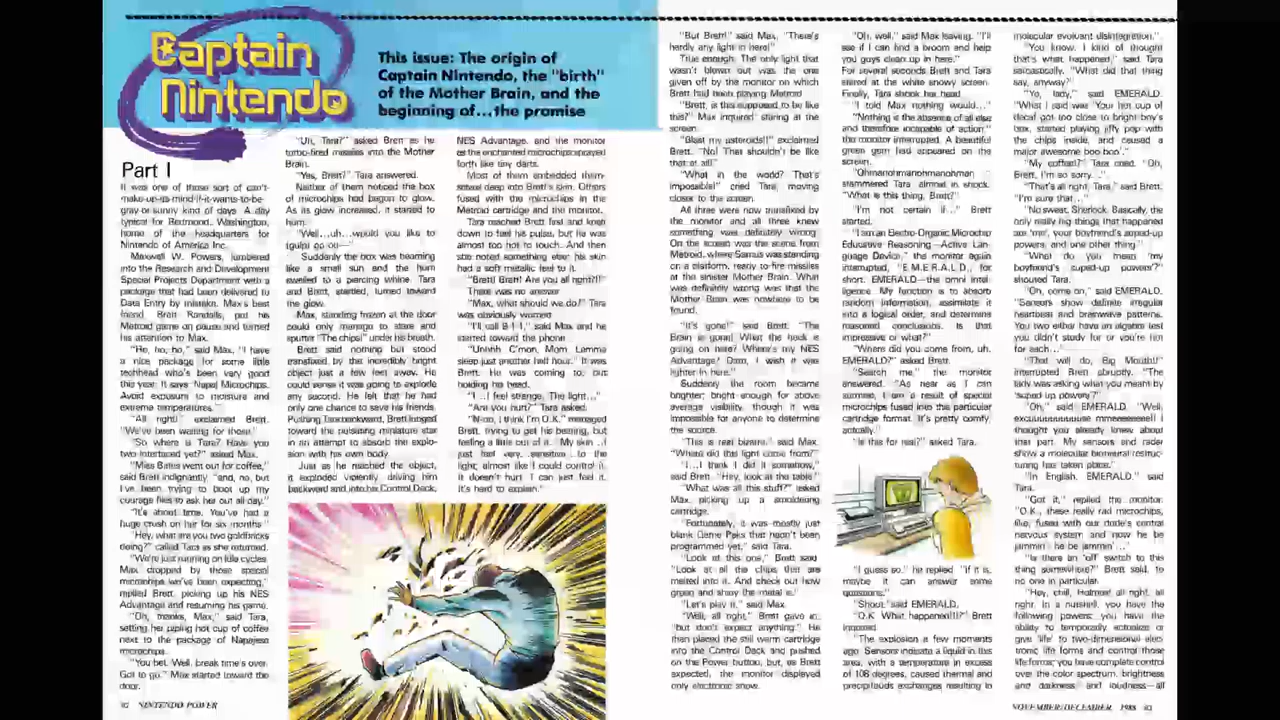 Captain
Nintendo
This issue: The origin of
Captain Nintendo, the "birth"
of the Mother Brain, and the
beginning of...the promise
Part I
It was one of those sort of can't-
make-up-its-mind-if-it-wants-to-be-
gray-or-sunny kind of days. A day
typical for Redmond, Washington,
home of the headquarters for
Nintendo of America Inc.
Maxwell W. Powers, lumbered
into the Research and Development
Special Projects Department with a
package that had been delivered to
Data Entry by mistake. Max's best
friend, Brett Randalls, put his
Metroid game on pause and turned
his attention to Max.
"Ho, ho, ho," said Max, "I have
a nice package for some little
techhead who's been very good
this year. It says 'Napaj Microchips.
Avoid exposure to moisture and
extreme temperatures.'"
"All right!" exclaimed Brett.
"We've been waiting for those."
"So where is Tara? Have you
two interfaced yet?" asked Max.
"Miss Bates went out for coffee,"
said Brett indignantly "and, no, but
I've been trying to boot up my
courage files to ask her out all day."
"It's about time. You've had a
huge crush on her for six months."
"Hey, what are you two goldbricks
doing?" called Tara as she returned.
"We're just running on idle cycles.
Max dropped by those special
microchips we've been expecting,"
replied Brett, picking up his NES
Advantage and resuming his game.
"Oh, thanks, Max," said Tara,
setting her piping hot cup of coffee
next to the package of Napajese
microchips.
"You bet. Well, break time's over.
Got to go." Max started toward the
door.
"Uh, Tara?" asked Brett as he
turbo-fired missiles into the Mother
Brain.
"Yes, Brett?" Tara answered.
Neither of them noticed the box
of microchips had begun to glow.
As its glow increased, it started to
hum.
"Well...uh...would you like to
(gulp) go ou—"
Suddenly the box was beaming
like a small sun and the hum
swelled to a piercing whine. Tara
and Brett, startled, turned toward
the glow.
Max, standing frozen at the door
could only manage to stare and
sputter "The chips!" under his breath.
Brett said nothing but stood
transfixed by the incredibly bright
object just a few feet away. He
could sense it was going to explode
any second. He felt that he had
only one chance to save his friends.
Pushing Tara backward, Brett lunged
toward the pulsating miniature star
in an attempt to absorb the explo-
sion with his own body.
Just as he reached the object,
it exploded violently, driving him
backward and into his Control Deck,
NES Advantage, and the monitor
as the enchanted microchips sprayed
forth like tiny darts.
Most of them embedded them-
selves deep into Brett's skin. Others
fused with the microchips in the
Metroid cartridge and the monitor.
Tara reached Brett first and knelt
down to feel his pulse, but he was
almost too hot to touch. And then
she noted something else: his skin
had a soft metallic feel to it.
"Brett! Brett! Are you all right?!!"
There was no answer.
"Max, what should we do?" Tara
was obviously worried.
"I'll call 9-1-1," said Max and he
started toward the phone.
"Unhhh. C'mon, Mom. Lemme
sleep just another half hour." It was
Brett. He was coming to, but
holding his head.
"I...I feel strange. The light..."
"Are you hurt?" Tara asked.
"N-no, I think I'm O.K." managed
Brett, trying to get his bearing, but
feeling a little out of it. "My skin...I
just feel very...sensitive...to the
light; almost like I could control it.
It doesn't hurt. I can just feel it.
It's hard to explain."
"But Brett!" said Max. "There's
hardly any light in here!"
True enough. The only light that
wasn't blown out was the one
given off by the monitor on which
Brett had been playing Metroid.
"Brett, is this supposed to be like
this?" Max inquired staring at the
screen.
"Blast my asteroids!!" exclaimed
Brett. "No! That shouldn't be like
that at all!"
"What in the world? That's
impossible!" cried Tara, moving
closer to the screen.
All three were now transfixed by
the monitor and all three knew
something was definitely wrong.
On the screen was the scene from
Metroid, where Samus was standing
on a platform, ready to fire missiles
at the sinister Mother Brain. What
was definitely wrong was that the
Mother Brain was nowhere to be
found.
"It's gone!" said Brett. "The
Brain is gone! What the heck is
going on here? Where's my NES
Advantage? Darn, I wish it was
lighter in here."
Suddenly the room became
brighter; bright enough for above
average visibility, though it was
impossible for anyone to determine
the source.
"This is real bizarre," said Max.
"Where did this light come from?"
"I...I think I did it somehow,"
said Brett. "Hey, look at the table!"
"What was all this stuff?" asked
Max, picking up a smoldering
cartridge.
"Fortunately, it was mostly just
blank Game Paks that hadn't been
programmed yet," said Tara.
"Look at this one," Brett said.
"Look at all the chips that are
melted into it. And check out how
green and shiny the metal is."
"Let's play it," said Max.
"Well, all right," Brett gave in,
"but don't expect anything." He
then placed the still warm cartridge
into the Control Deck and pushed
on the Power button, but, as Brett
expected, the monitor displayed
only electronic snow.
"Oh, well," said Max leaving. "I'll
see if I can find a broom and help
you guys clean up in here."
For several seconds Brett and Tara
stared at the white snowy screen.
Finally, Tara shook her head.
"I told Max nothing would..."
"Nothing is the absence of all else
and therefore incapable of action,"
the monitor interrupted. A beautiful
green gem had appeared on the
screen.
"Ohmanohmanohmanohman"
stammered Tara almost in shock.
"What is this thing, Brett?"
"I'm not certain if..." Brett
started.
"I am an Electro-Organic Microchip
Educative Reasoning—Active Lan-
guage Device," the monitor again
interrupted, "E.M.E.R.A.L.D., for
short. EMERALD—the omni intel-
ligence. My function is to absorb
random information, assimilate it
into a logical order, and determine
reasoned conclusions. Is that
impressive or what?"
"Where did you come from, uh,
EMERALD?" asked Brett.
"Search me," the monitor
answered. "As near as I can
surmise, I am a result of special
microchips fused into this particular
cartridge format. It's pretty comfy,
actually."
"Is this for real?" asked Tara.
"I guess so," he replied. "If it is,
maybe it can answer some
questions."
"Shoot," said EMERALD.
"O.K. What happened!!?" Brett
inquired.
"The explosion a few moments
ago. Sensors indicate a liquid in this
area, with a temperature in excess
of 106 degrees, caused thermal and
precip/fluids exchanges resulting in
molecular evolvant disintegration."
"You know, I kind of thought
that's what happened," said Tara
sarcastically. "What did that thing
say, anyway?"
"Yo, lady," said EMERALD.
"What I said was 'Your hot cup of
decaf got too close to bright boy's
box, started playing jiffy pop with
the chips inside, and caused a
major awesome boo boo'."
"My coffee!?" Tara cried. "Oh,
Brett, I'm so sorry..."
"That's all right, Tara," said Brett.
"I'm sure that..."
"No sweat, Sherlock. Basically, the
only really big things that happened
are 'me', your boyfriend's suped-up
powers, and one other thing."
"What do you mean 'my
boyfriend's suped-up powers'?"
shouted Tara.
"Oh, come on," said EMERALD.
"Sensors show definite irregular
heartbeats and brainwave patterns.
You two either have an algebra test
you didn't study for or you're hot
for each..."
"That will do, Big Mouth!"
interrupted Brett abruptly. "The
lady was asking what you meant by
'suped up powers'?"
"Oh," said EMERALD. "Well,
thought you already knew about
that part. My sensors and radar
show a molecular bioneural restruc-
turing has taken place."
"In English, EMERALD." said
Tara.
"Got it," replied the monitor.
"O.K., these really rad microchips,
like, fused with our dude's central
nervous system and now he be
jammin'...he be jammin'..."
"Is there an 'off' switch to this
thing somewhere?" Brett said, to
no one in particular.
"Hey, chill, Holmes! all right, all
right. In a nutshell, you have the
following powers: you have the
ability to temporarily actualize or
give 'life' to two-dimensional elec-
tronic life forms and control those
life forms; you have complete control
over the color spectrum, brightness
and darkness and loudness—all
NINTENDO POWER
NOVEMBER/DECEMBER 1988